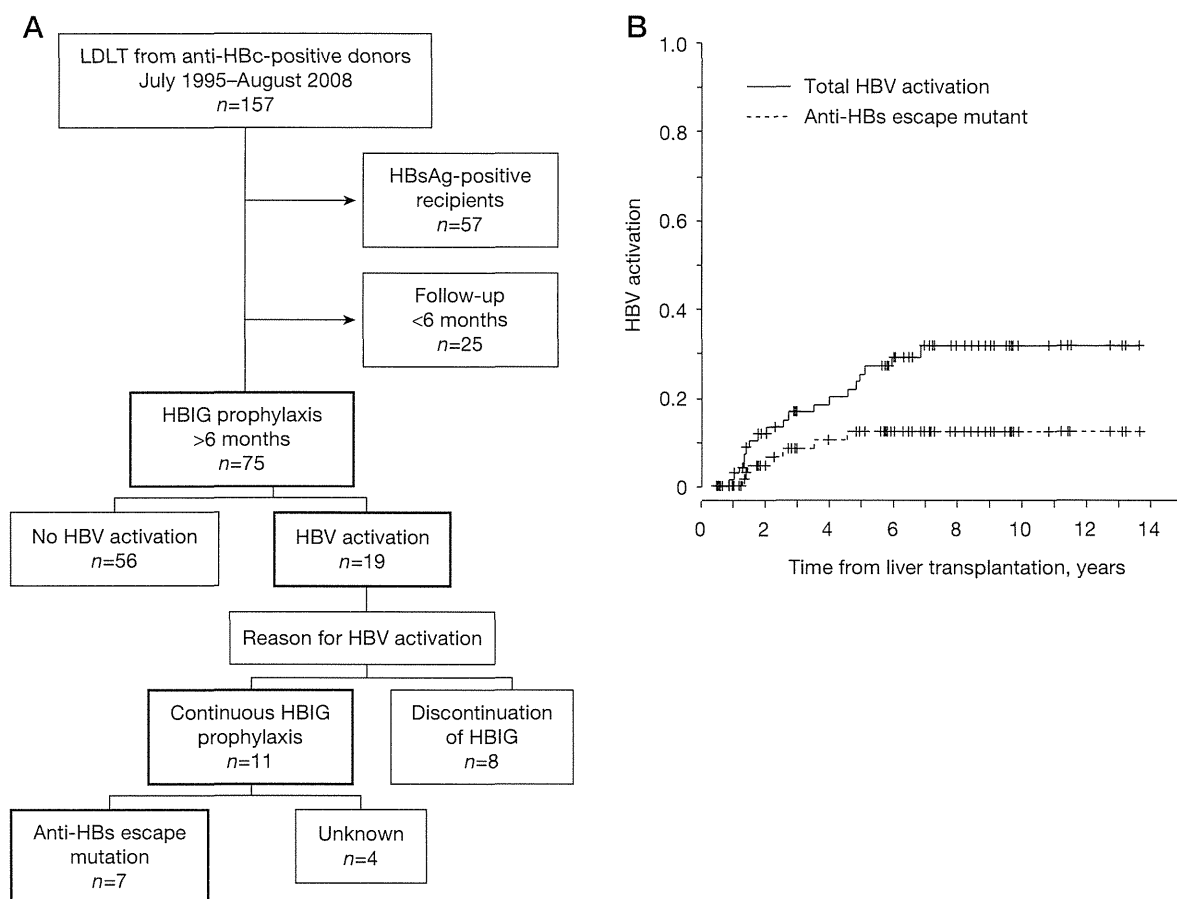 A
LDLT from anti-HBc-positive donors
July 1995–August 2008
n=157
HBsAg-positive
recipients
n=57
Follow-up
<6 months
n=25
HBIG prophylaxis
>6 months
n=75
No HBV activation
n=56
HBV activation
n=19
Reason for HBV activation
Continuous HBIG
prophylaxis
n=11
Discontinuation
of HBIG
n=8
Anti-HBs escape
mutation
n=7
Unknown
n=4
B
1.0
0.8
0.6
0.4
0.2
0
HBV activation
Total HBV activation
Anti-HBs escape mutant
0 2 4 6 8 10 12 14
Time from liver transplantation, years